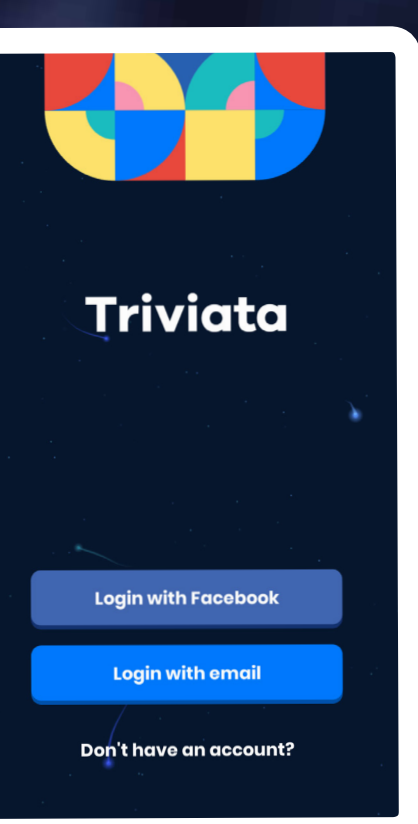 Triviata
Login with Facebook
Login with email
Don't have an account?